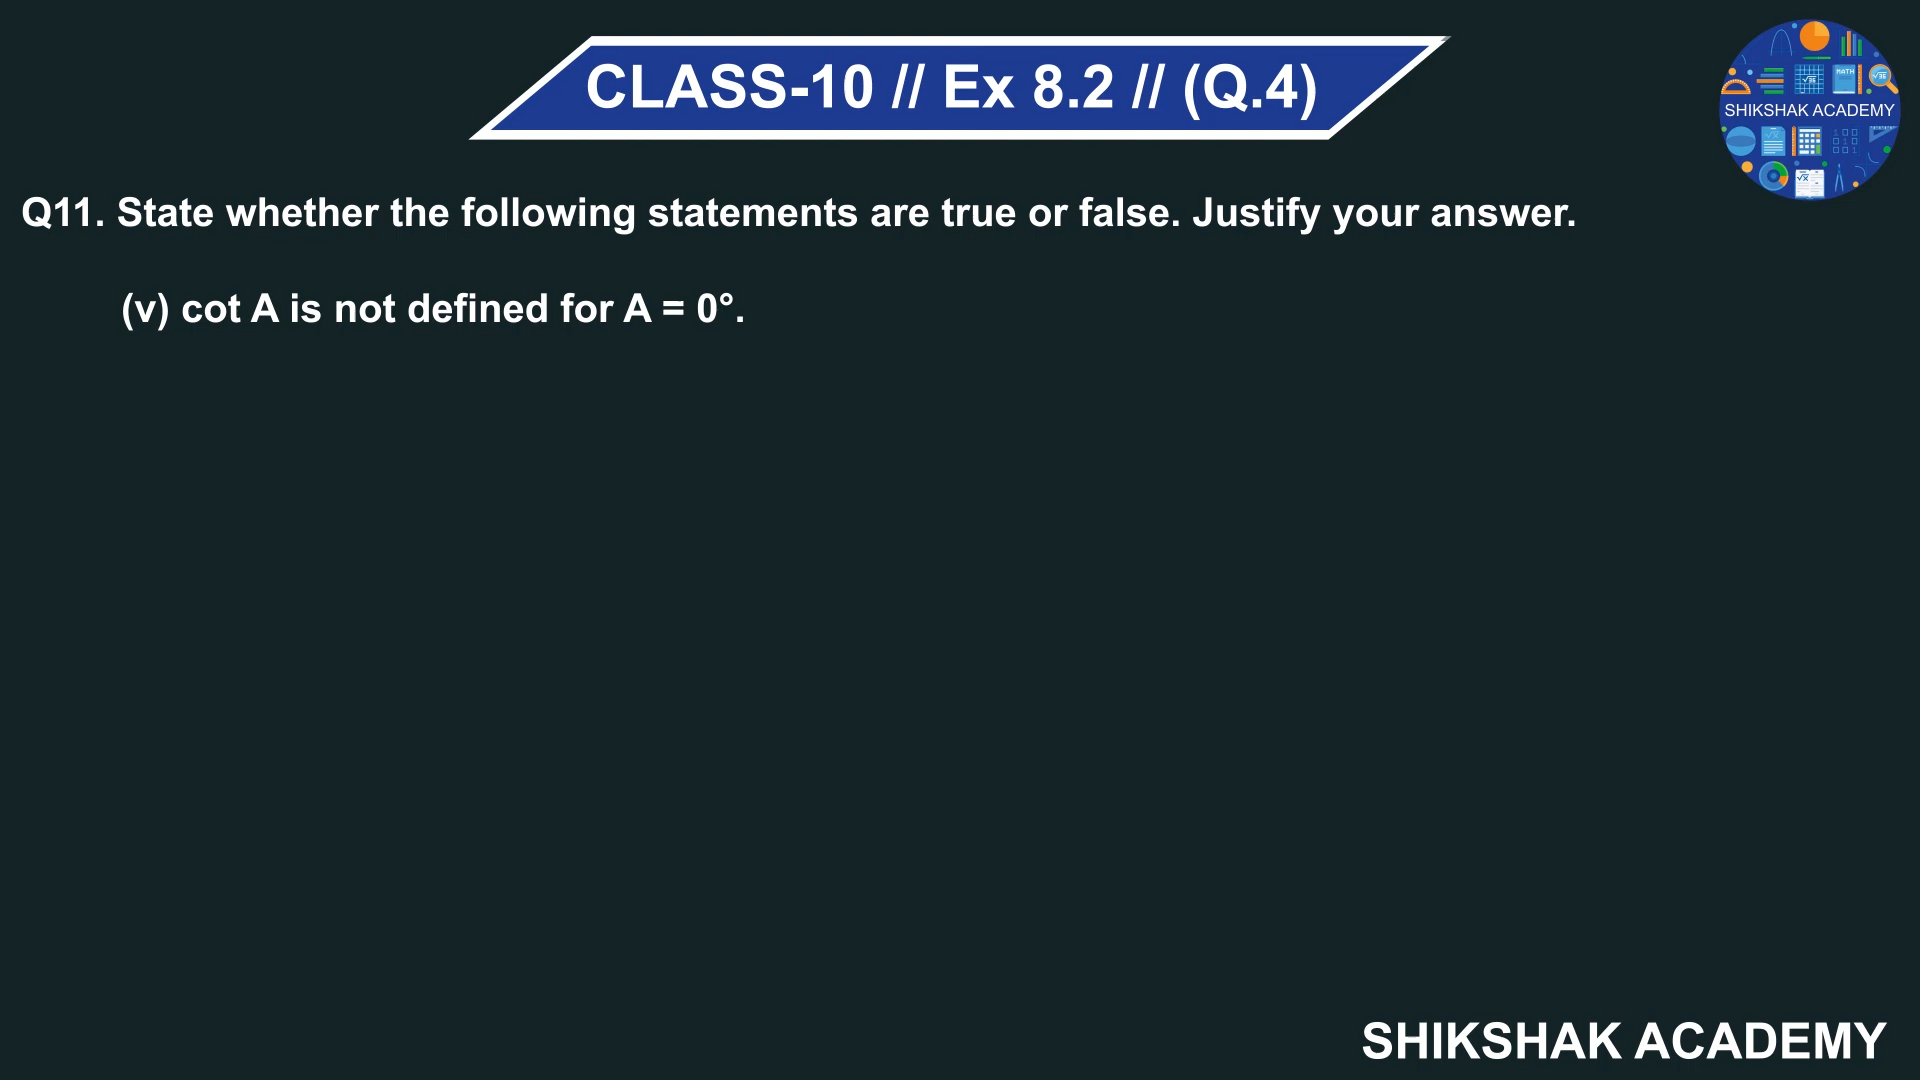 CLASS-10 // Ex 8.2 // (Q.4)
SHIKSHAK ACADEMY
Q11. State whether the following statements are true or false. Justify your answer.
(v) cot A is not defined for A = 0°.
SHIKSHAK ACADEMY